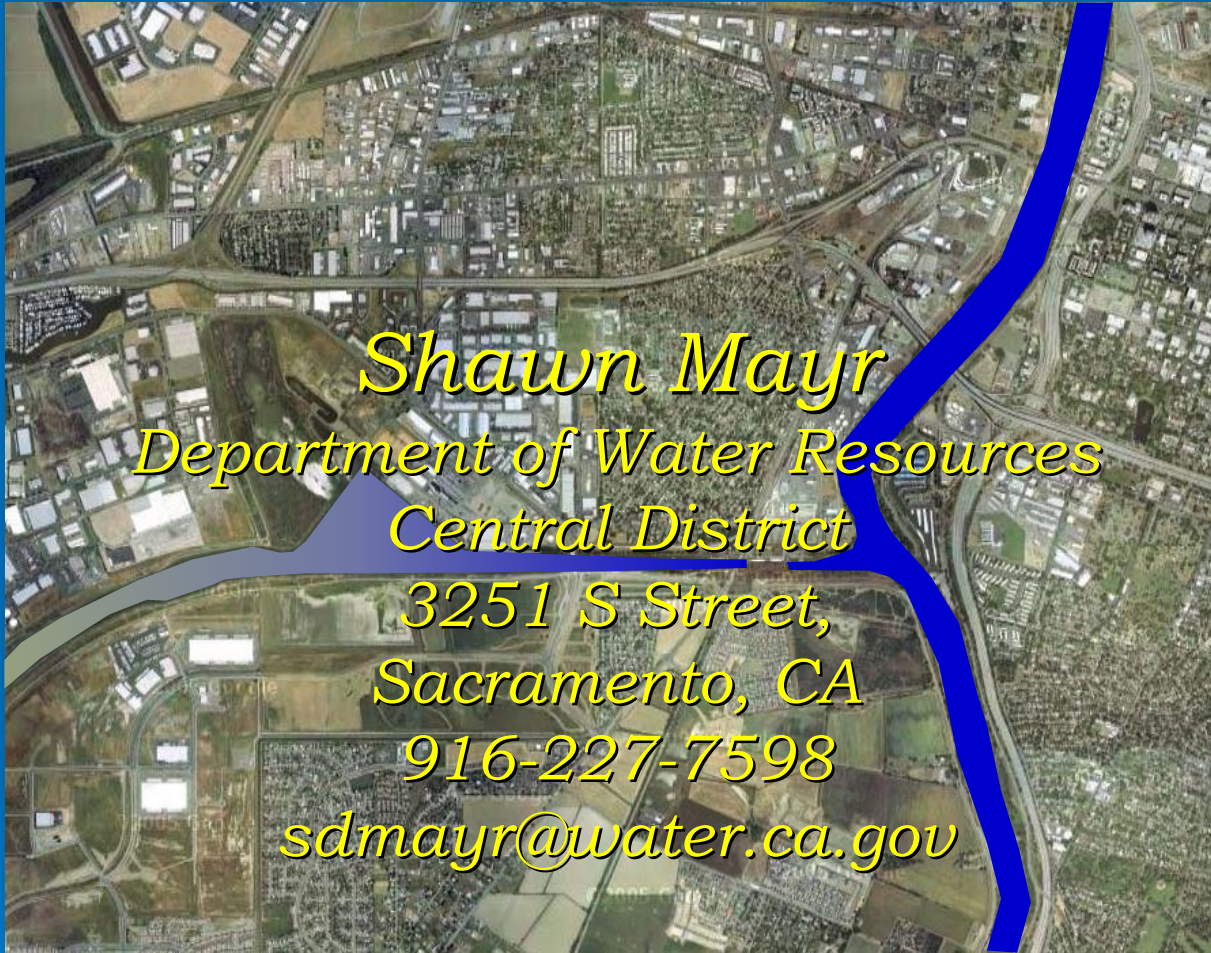 Shawn Mayr
Department of Water Resources
Central District
3251 S Street,
Sacramento, CA
916-227-7598
sdmayr@water.ca.gov